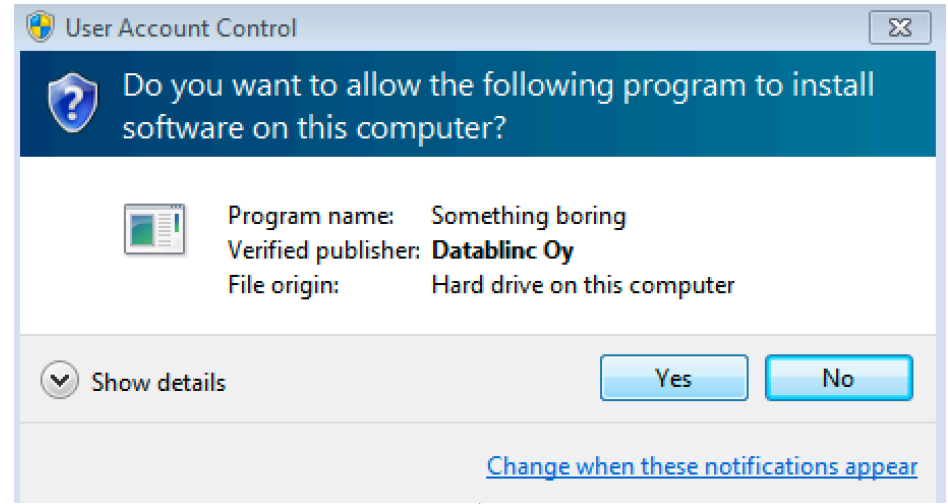 User Account Control
Do you want to allow the following program to install
software on this computer?
Program name: Something boring
Verified publisher: Datablinc Oy
File origin: Hard drive on this computer
Show details
Yes
No
Change when these notifications appear